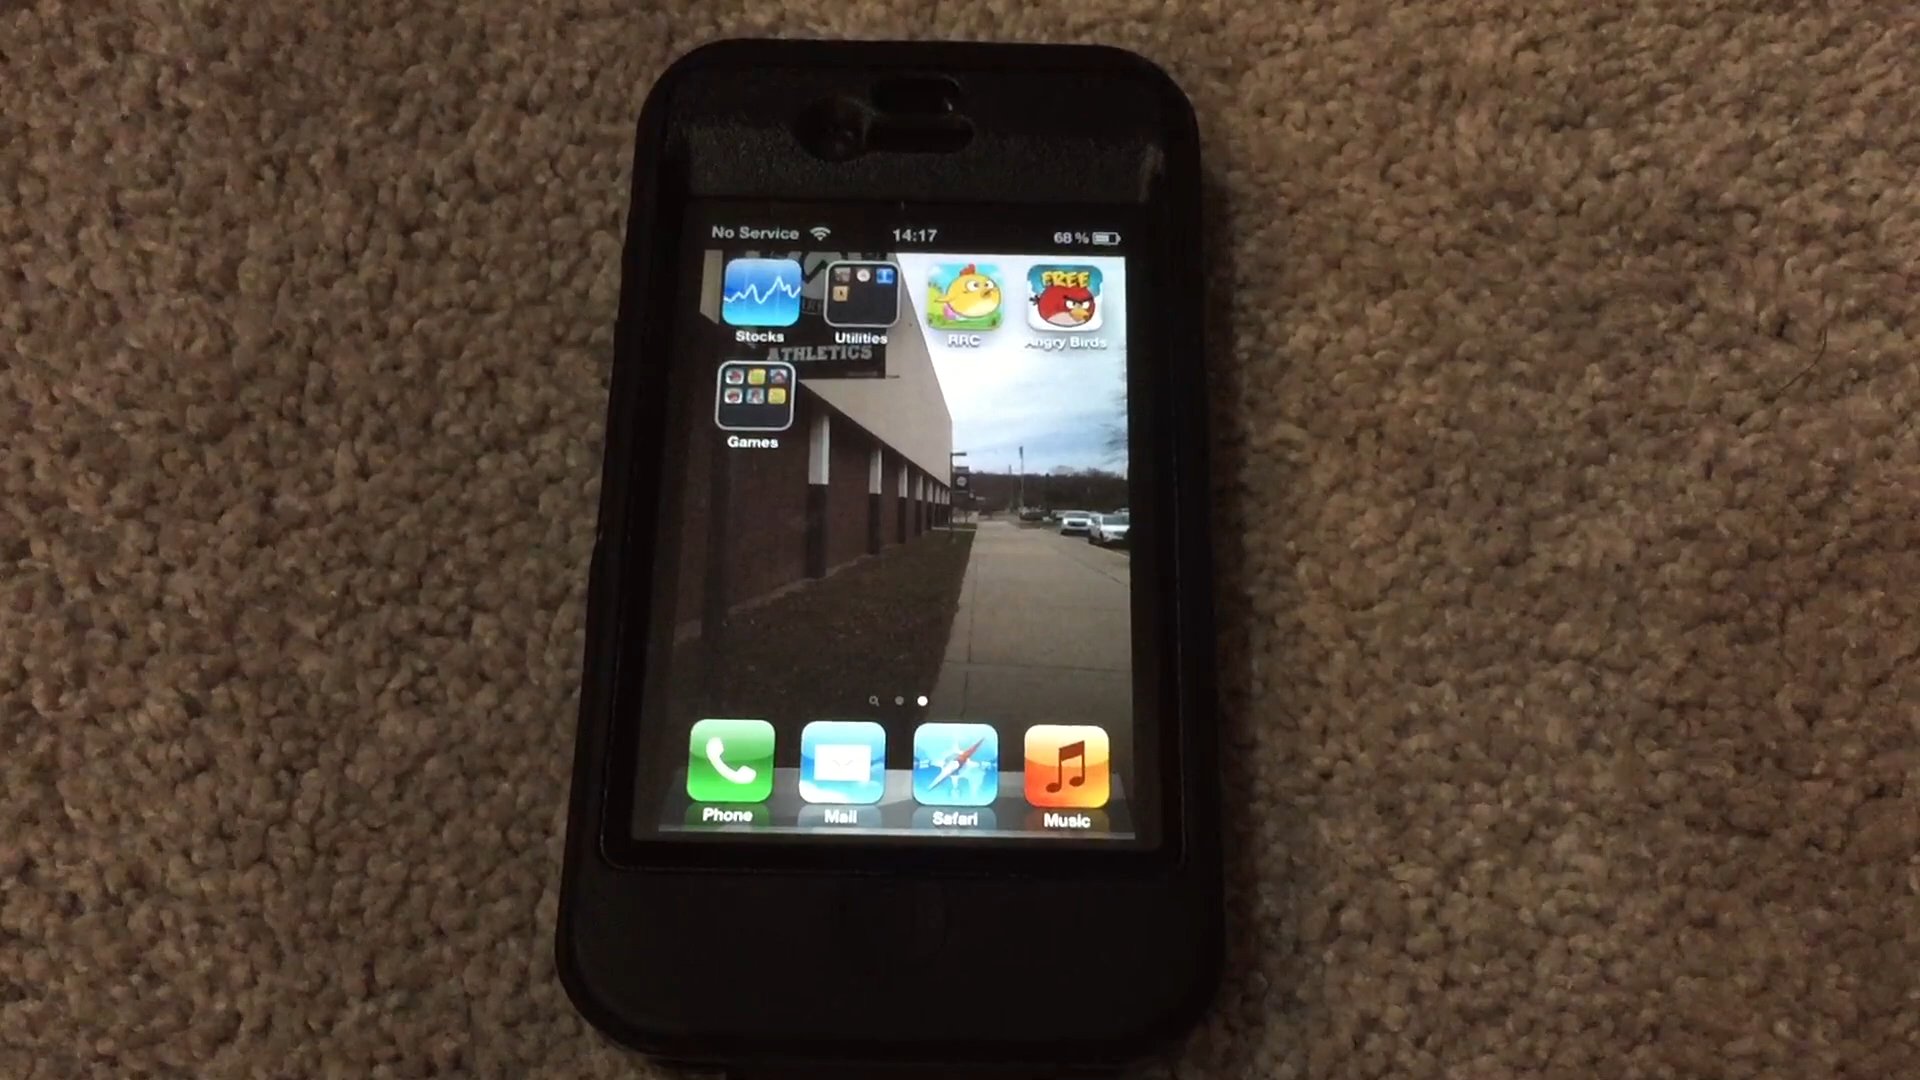 No Service 14:17 68 %
FREE
Stocks Utilities RRC Angry Birds
ATHLETICS
Games
Phone Mail Safari Music